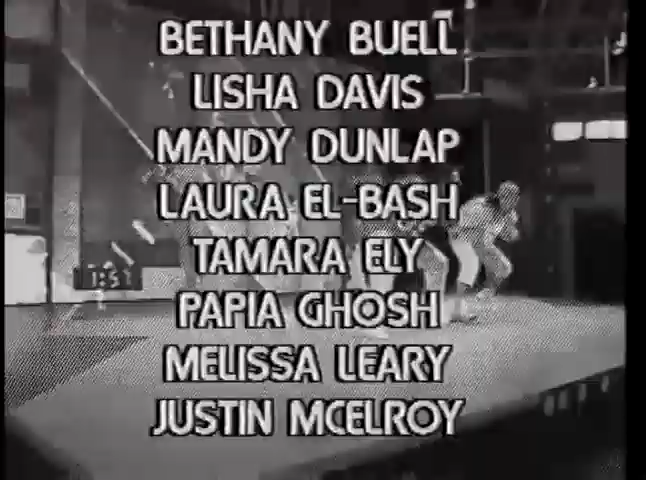 BETHANY BUELL
LISHA DAVIS
MANDY DUNLAP
LAURA EL-BASH
TAMARA ELY
PAPIA GHOSH
MELISSA LEARY
JUSTIN MCELROY